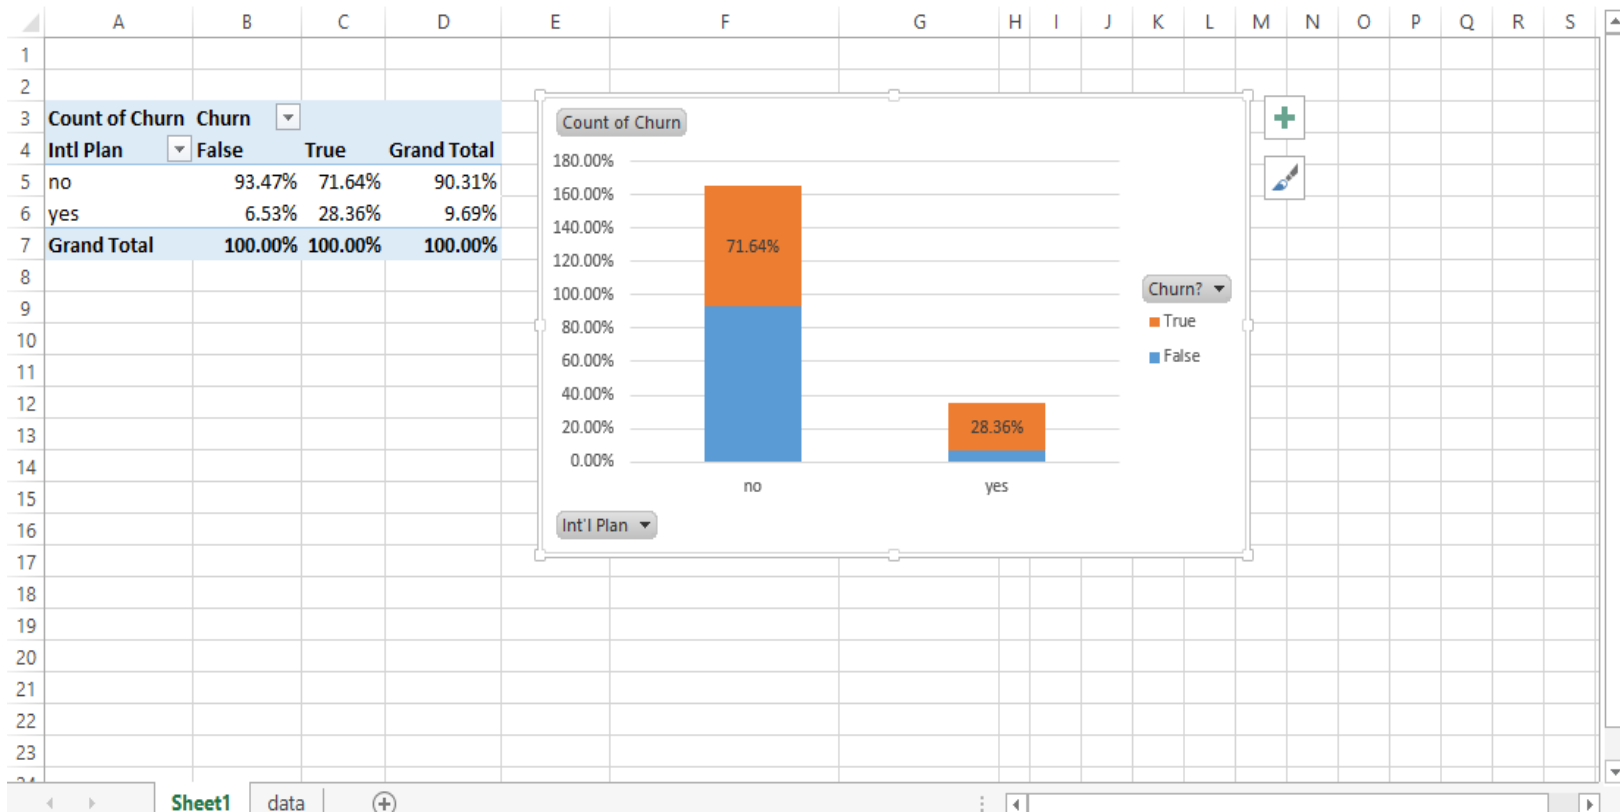 A B C D E F G H I J K L M N O P Q R S
1
2
3 Count of Churn Churn
4 Intl Plan False True Grand Total
5 no 93.47% 71.64% 90.31%
6 yes 6.53% 28.36% 9.69%
7 Grand Total 100.00% 100.00% 100.00%
8
9
10
11
12
13
14
15
16
17
18
19
20
21
22
23
24
Count of Churn
180.00%
160.00%
140.00%
120.00%
100.00%
80.00%
60.00%
40.00%
20.00%
0.00%
71.64%
28.36%
no yes
Churn?
True
False
Int'l Plan
Sheet1 data